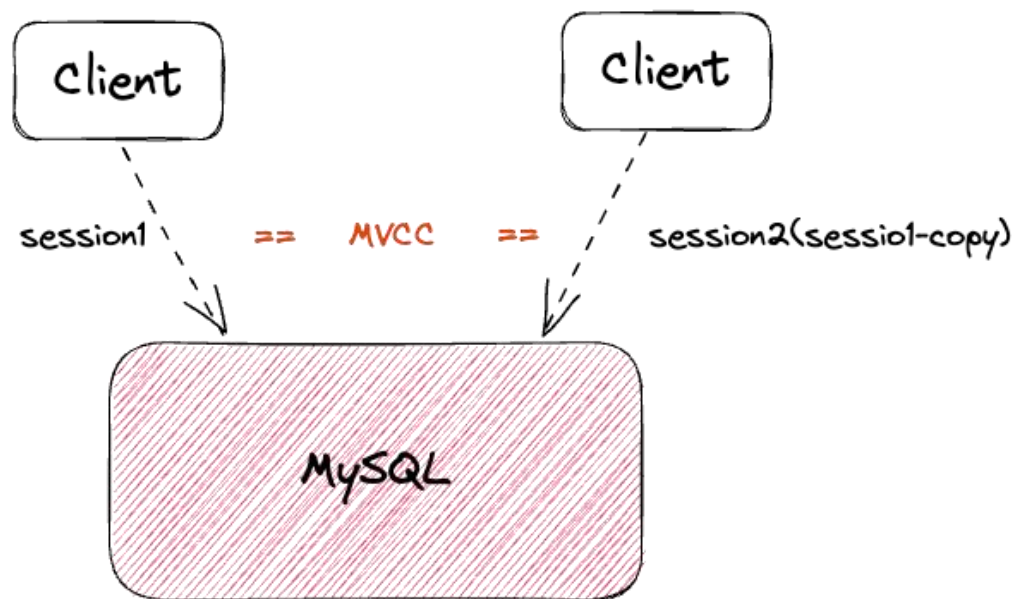 Client
Client
session1 == MVCC == session2(sessio1-copy)
MySQL